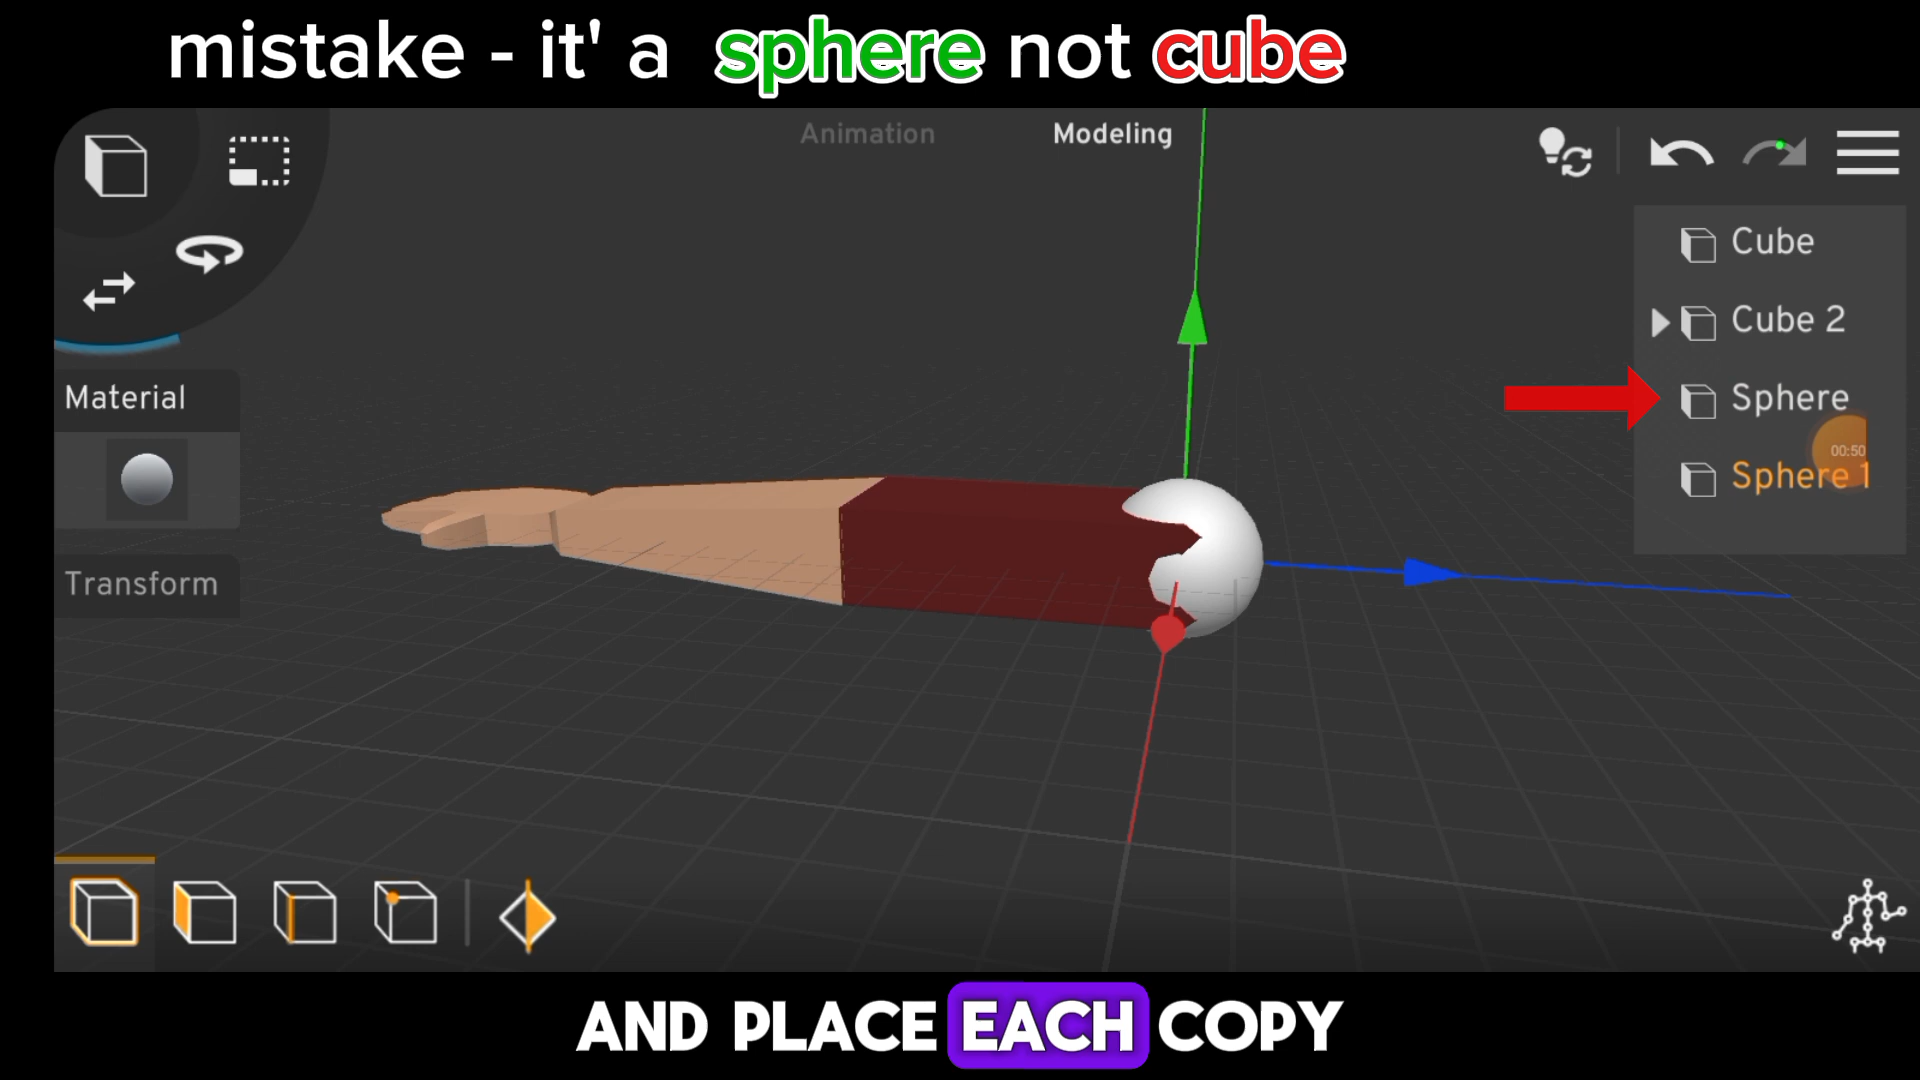 mistake - it' a sphere not cube
Animation Modeling
Cube
Cube 2
Material
Sphere
00:50
Sphere 1
Transform
AND PLACE EACH COPY